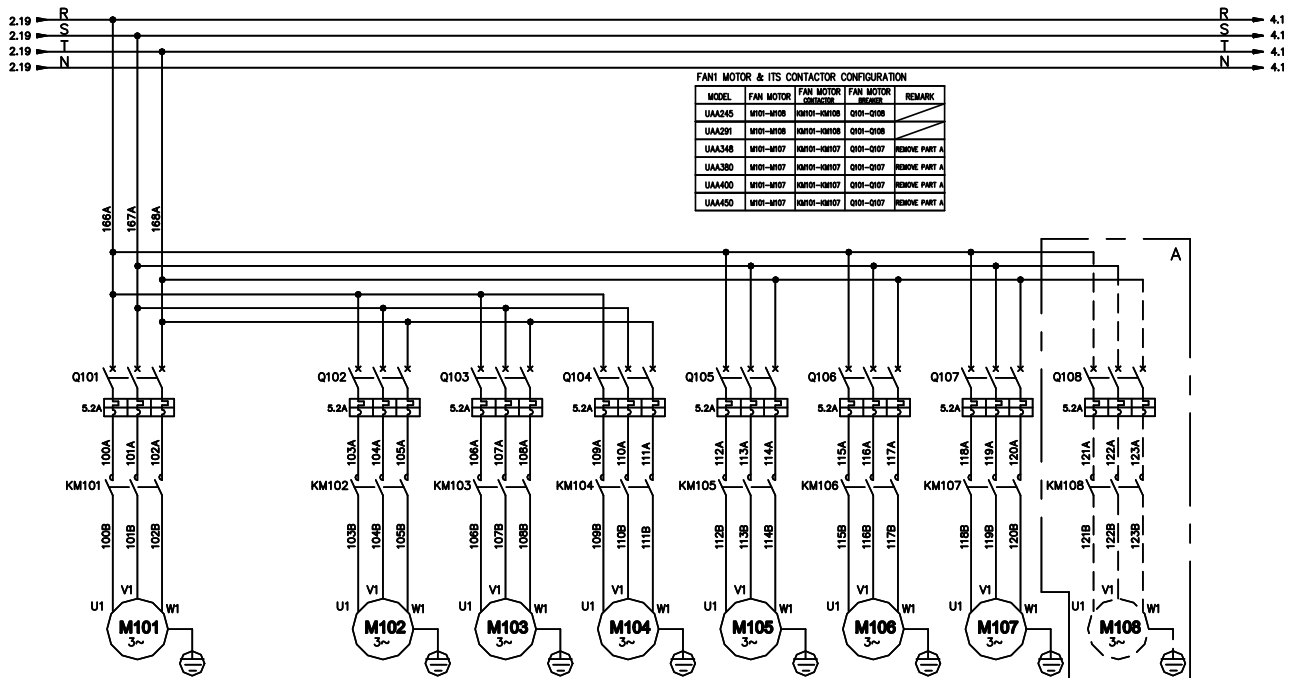 2.19 R R 4.1
2.19 S S 4.1
2.19 T T 4.1
2.19 N N 4.1
FAN1 MOTOR & ITS CONTACTOR CONFIGURATION
MODEL FAN MOTOR FAN MOTOR CONTACTOR FAN MOTOR BREAKER REMARK
UAA245 M101-M108 KM101-KM108 Q101-Q108
UAA291 M101-M108 KM101-KM108 Q101-Q108
UAA348 M101-M107 KM101-KM107 Q101-Q107 REMOVE PART A
UAA380 M101-M107 KM101-KM107 Q101-Q107 REMOVE PART A
UAA400 M101-M107 KM101-KM107 Q101-Q107 REMOVE PART A
UAA450 M101-M107 KM101-KM107 Q101-Q107 REMOVE PART A
166A 167A 168A
A
Q101 Q102 Q103 Q104 Q105 Q106 Q107 Q108
5.2A 5.2A 5.2A 5.2A 5.2A 5.2A 5.2A 5.2A
100A 101A 102A 103A 104A 105A 106A 107A 108A 109A 110A 111A 112A 113A 114A 115A 116A 117A 118A 119A 120A 121A 122A 123A
KM101 KM102 KM103 KM104 KM105 KM106 KM107 KM108
100B 101B 102B 103B 104B 105B 106B 107B 108B 109B 110B 111B 112B 113B 114B 115B 116B 117B 118B 119B 120B 121B 122B 123B
V1 V1 V1 V1 V1 V1 V1 V1
U1 W1 U1 W1 U1 W1 U1 W1 U1 W1 U1 W1 U1 W1 U1 W1
M101 M102 M103 M104 M105 M106 M107 M108
3~ 3~ 3~ 3~ 3~ 3~ 3~ 3~